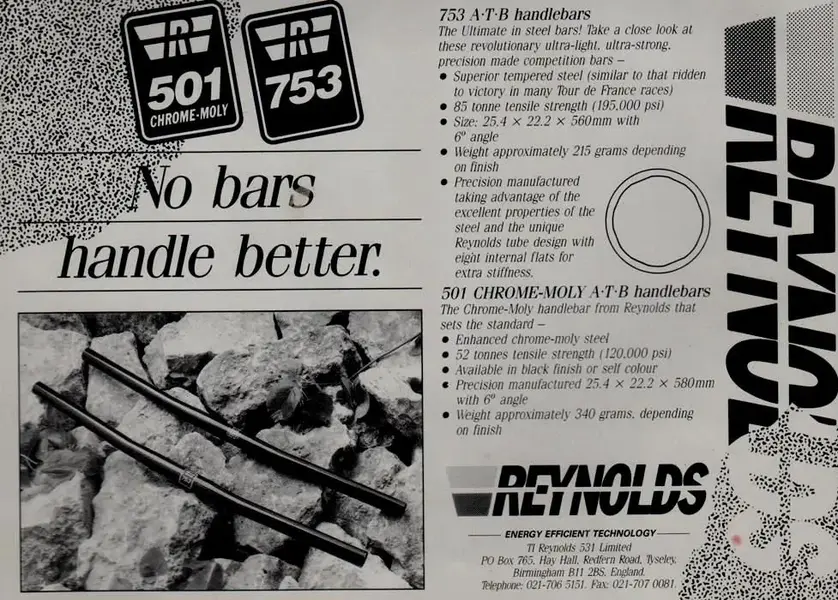 R
501
CHROME-MOLY
R
753
No bars
handle better.
753 A·T·B handlebars
The Ultimate in steel bars! Take a close look at
these revolutionary ultra-light, ultra-strong,
precision made competition bars –
● Superior tempered steel (similar to that ridden
to victory in many Tour de France races)
● 85 tonne tensile strength (195,000 psi)
● Size: 25.4 × 22.2 × 560mm with
6° angle
● Weight approximately 215 grams depending
on finish
● Precision manufactured
taking advantage of the
excellent properties of the
steel and the unique
Reynolds tube design with
eight internal flats for
extra stiffness.
501 CHROME-MOLY A·T·B handlebars
The Chrome-Moly handlebar from Reynolds that
sets the standard –
● Enhanced chrome-moly steel
● 52 tonnes tensile strength (120,000 psi)
● Available in black finish or self colour
● Precision manufactured 25.4 × 22.2 × 580mm
with 6° angle
● Weight approximately 340 grams, depending
on finish
REYNOLDS
ENERGY EFFICIENT TECHNOLOGY
TI Reynolds 531 Limited
PO Box 765, Hay Hall, Redfern Road, Tyseley,
Birmingham B11 2BS. England.
Telephone: 021-706 5151. Fax: 021-707 0081.
REYNOLDS